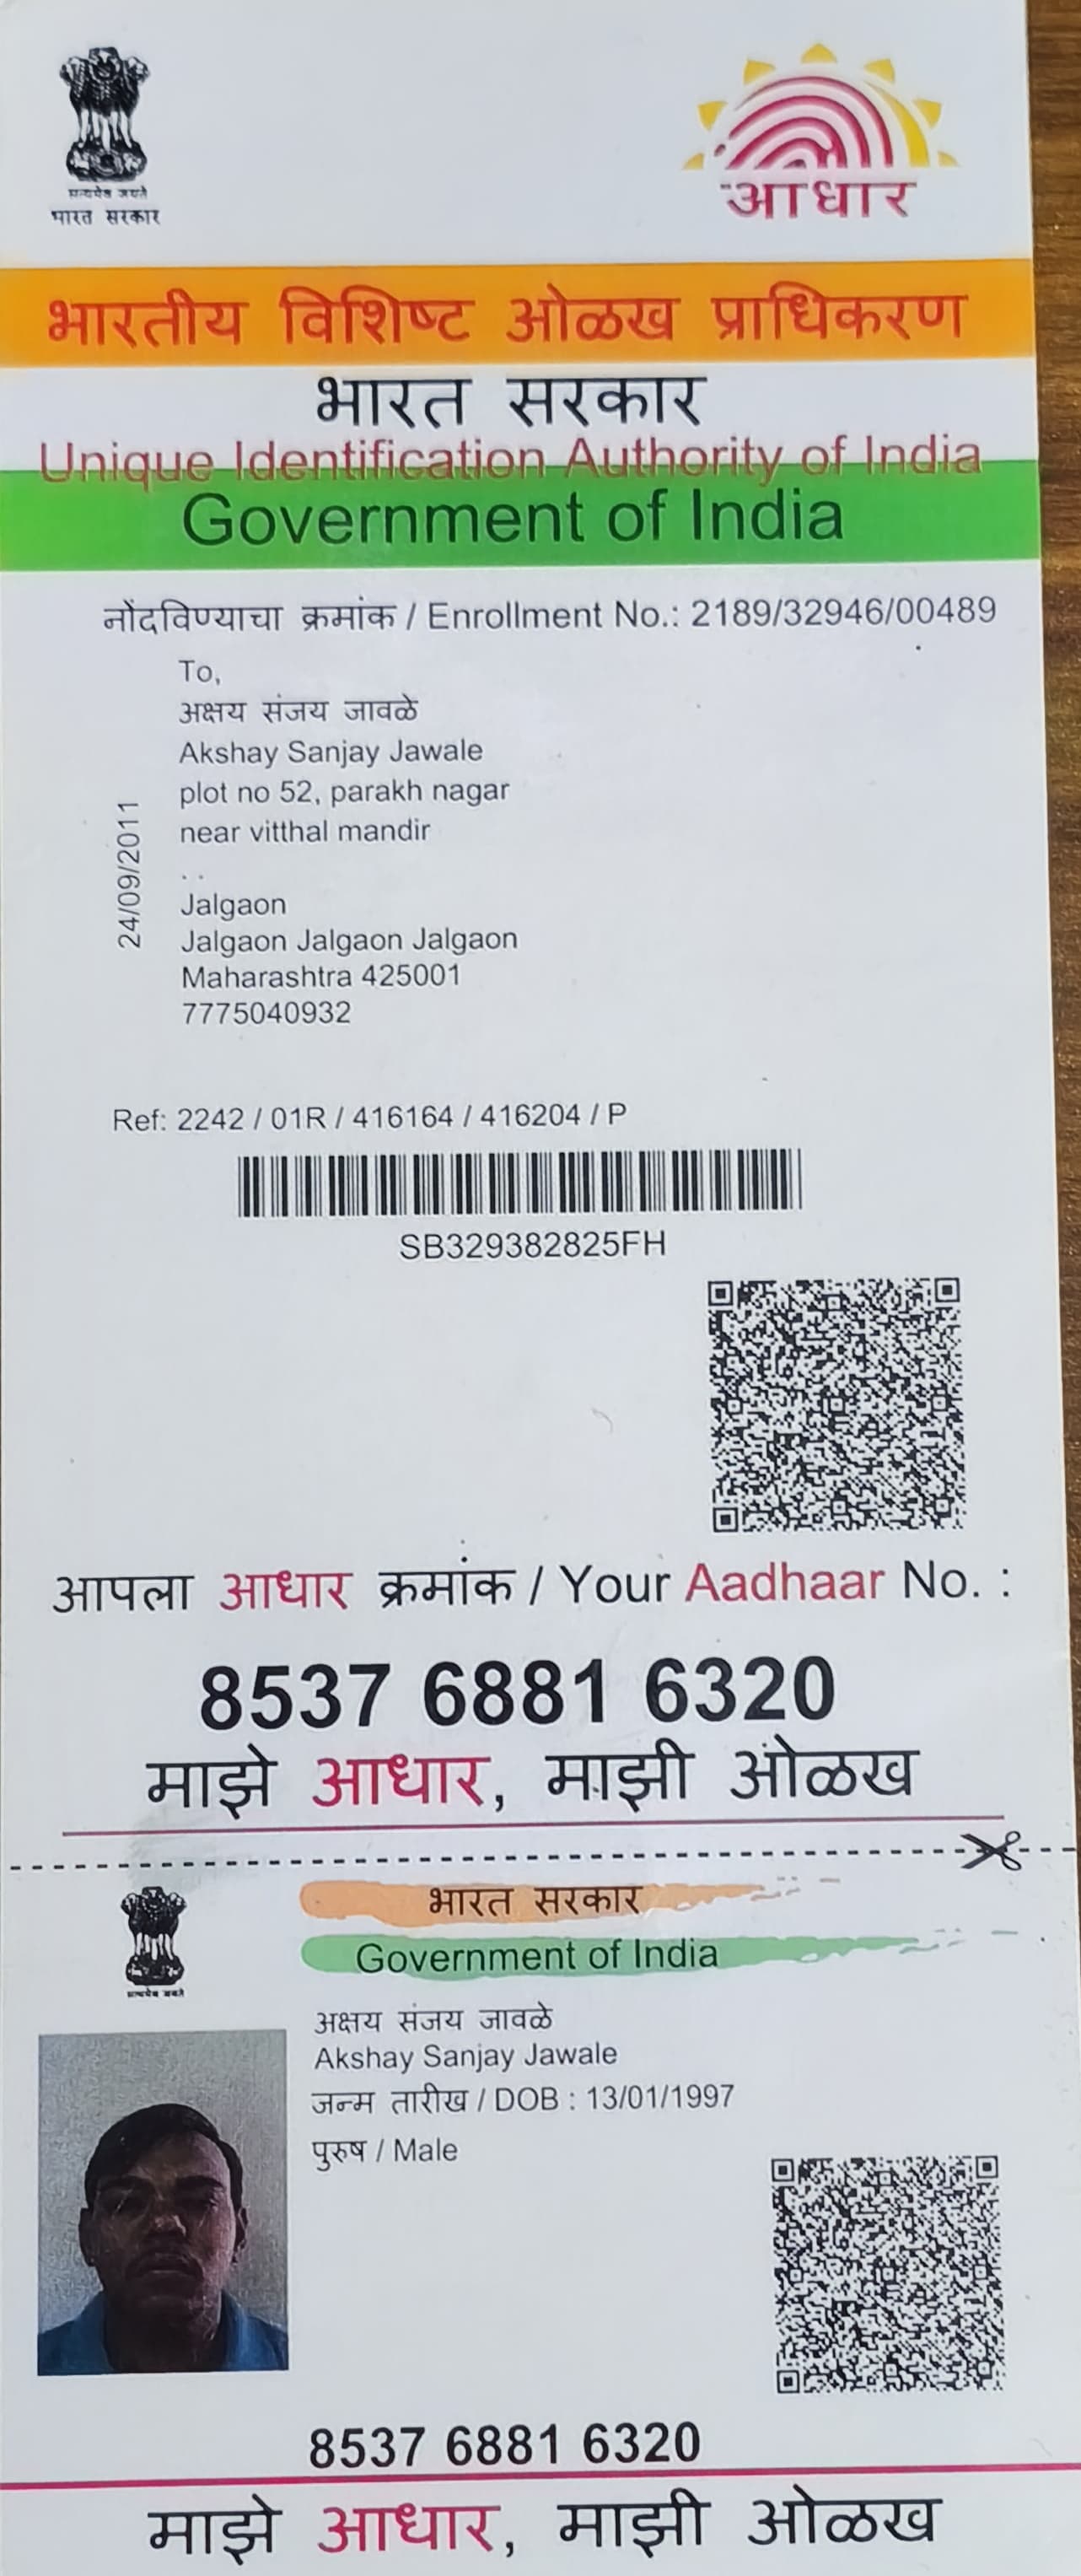 सत्यमेव जयते
भारत सरकार
आधार
भारतीय विशिष्ट ओळख प्राधिकरण
भारत सरकार
Unique Identification Authority of India
Government of India
नोंदविण्याचा क्रमांक / Enrollment No.: 2189/32946/00489
To,
अक्षय संजय जावळे
Akshay Sanjay Jawale
plot no 52, parakh nagar
near vitthal mandir
. .
Jalgaon
Jalgaon Jalgaon Jalgaon
Maharashtra 425001
7775040932
24/09/2011
Ref: 2242 / 01R / 416164 / 416204 / P
SB329382825FH
आपला आधार क्रमांक / Your Aadhaar No. :
8537 6881 6320
माझे आधार, माझी ओळख
भारत सरकार
Government of India
सत्यमेव जयते
अक्षय संजय जावळे
Akshay Sanjay Jawale
जन्म तारीख / DOB : 13/01/1997
पुरुष / Male
8537 6881 6320
माझे आधार, माझी ओळख